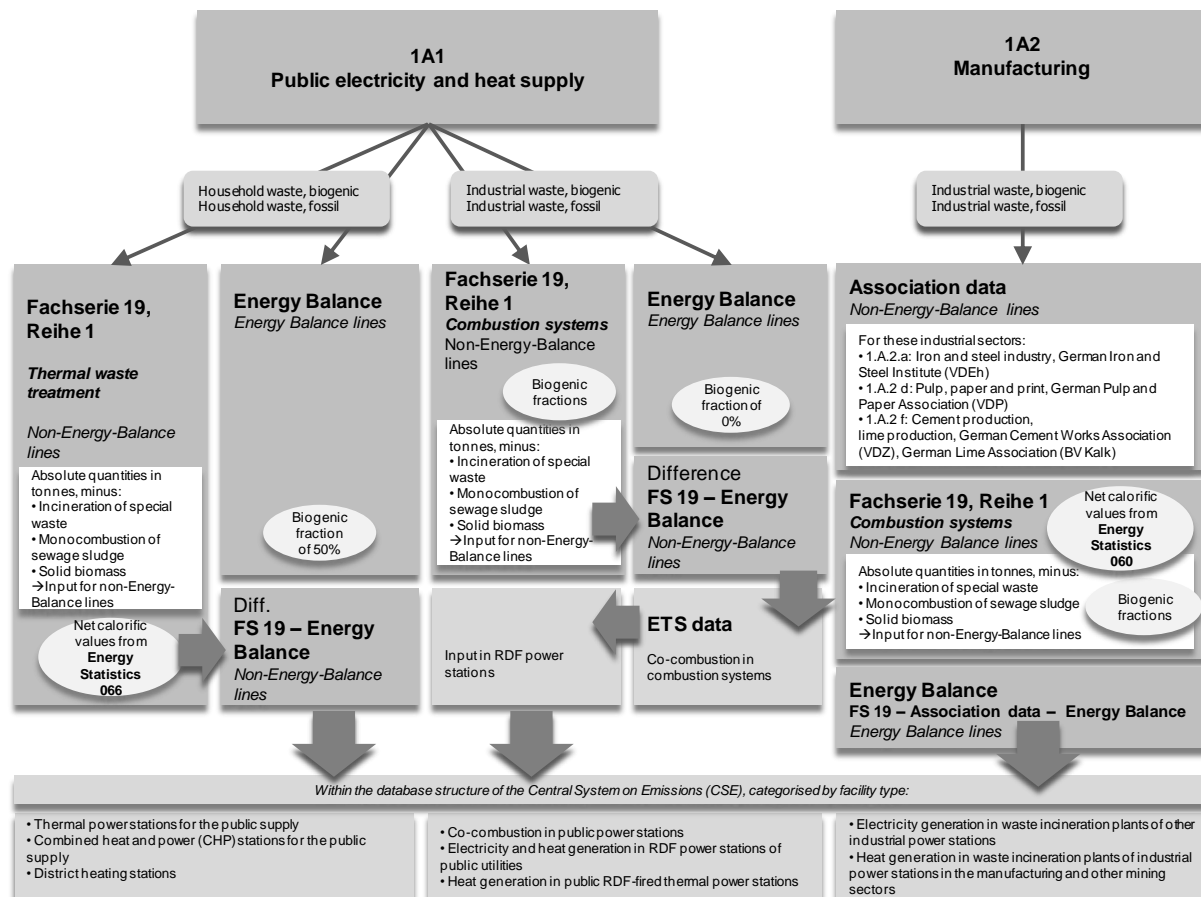 1A1
Public electricity and heat supply
1A2
Manufacturing
Household waste, biogenic
Household waste, fossil
Industrial waste, biogenic
Industrial waste, fossil
Industrial waste, biogenic
Industrial waste, fossil
Fachserie 19,
Reihe 1
Thermal waste
treatment
Non-Energy-Balance
lines
Absolute quantities in
tonnes, minus:
• Incineration of special
waste
• Monocombustion of
sewage sludge
• Solid biomass
→Input for non-Energy-
Balance lines
Net calorific
values from
Energy
Statistics
066
Energy Balance
Energy Balance lines
Biogenic
fraction
of 50%
Diff.
FS 19 – Energy
Balance
Non-Energy-Balance
lines
Fachserie 19,
Reihe 1
Combustion systems
Non-Energy-Balance
lines
Biogenic
fractions
Absolute quantities in
tonnes, minus:
• Incineration of special
waste
• Monocombustion of
sewage sludge
• Solid biomass
→Input for non-Energy-
Balance lines
Input in RDF power
stations
Energy Balance
Energy Balance lines
Biogenic
fraction of
0%
Difference
FS 19 – Energy
Balance
Non-Energy-Balance
lines
ETS data
Co-combustion in
combustion systems
Association data
Non-Energy-Balance lines
For these industrial sectors:
• 1.A.2.a: Iron and steel industry, German Iron and
Steel Institute (VDEh)
• 1.A.2 d: Pulp, paper and print, German Pulp and
Paper Association (VDP)
• 1.A.2 f: Cement production,
lime production, German Cement Works Association
(VDZ), German Lime Association (BV Kalk)
Fachserie 19, Reihe 1
Combustion systems
Non-Energy Balance lines
Net calorific
values from
Energy
Statistics
060
Absolute quantities in tonnes, minus:
• Incineration of special waste
• Monocombustion of sewage sludge
• Solid biomass
→Input for non-Energy-Balance lines
Biogenic
fractions
Energy Balance
FS 19 – Association data – Energy Balance
Energy Balance lines
Within the database structure of the Central System on Emissions (CSE), categorised by facility type:
• Thermal power stations for the public supply
• Combined heat and power (CHP) stations for the public
supply
• District heating stations
• Co-combustion in public power stations
• Electricity and heat generation in RDF power stations of
public utilities
• Heat generation in public RDF-fired thermal power stations
• Electricity generation in waste incineration plants of other
industrial power stations
• Heat generation in waste incineration plants of industrial
power stations in the manufacturing and other mining
sectors